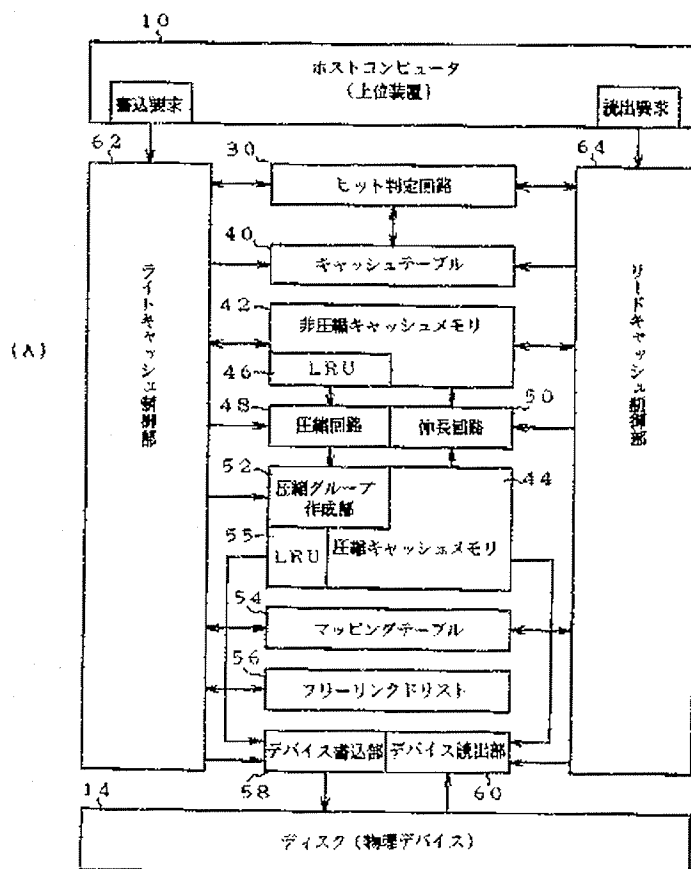 10
ホストコンピュータ
(上位装置)
書込要求
読出要求
62
30
64
ヒット判定回路
40
キャッシュテーブル
42
非圧縮キャッシュメモリ
(A)
ライトキャッシュ制御部
リードキャッシュ制御部
46
LRU
50
48
圧縮回路
伸長回路
52
44
圧縮グループ
作成部
55
LRU
圧縮キャッシュメモリ
54
マッピングテーブル
56
フリーリンクドリスト
デバイス書込部
デバイス読出部
58
60
14
ディスク(物理デバイス)